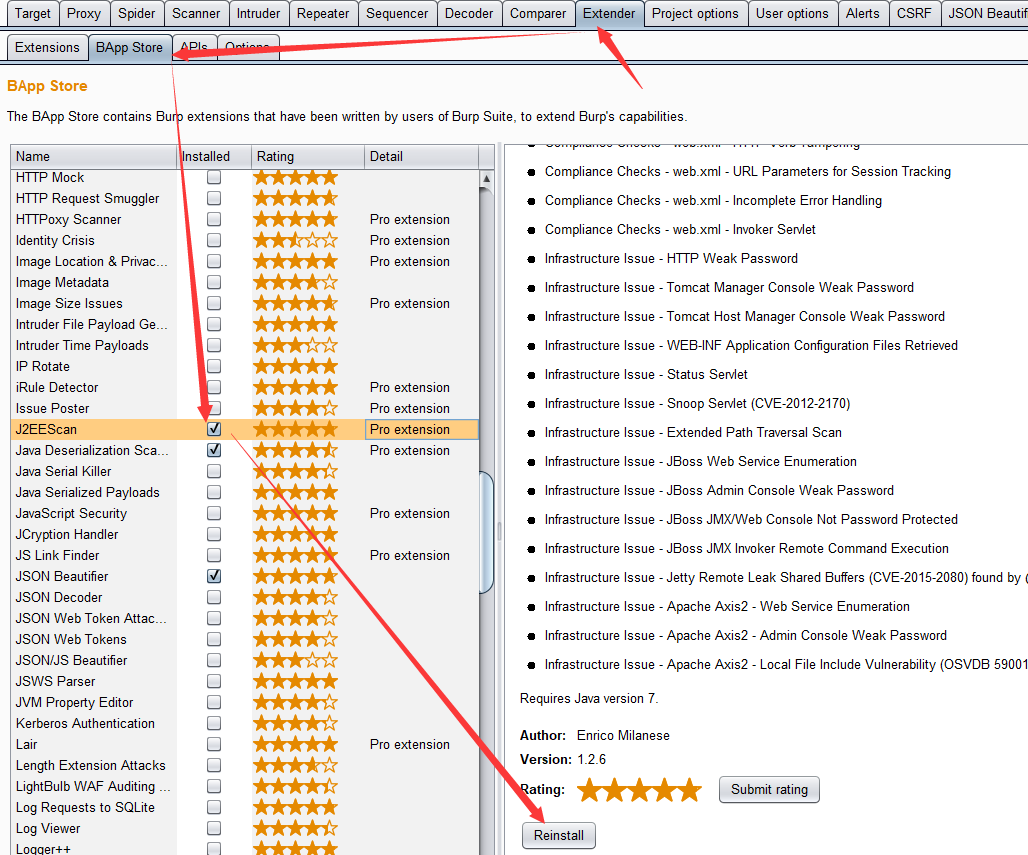 Target Proxy Spider Scanner Intruder Repeater Sequencer Decoder Comparer Extender Project options User options Alerts CSRF JSON Beautif
Extensions BApp Store APIs Options
BApp Store
The BApp Store contains Burp extensions that have been written by users of Burp Suite, to extend Burp's capabilities.
Name Installed Rating Detail
HTTP Mock
HTTP Request Smuggler
HTTPoxy Scanner Pro extension
Identity Crisis Pro extension
Image Location & Privac... Pro extension
Image Metadata
Image Size Issues Pro extension
Intruder File Payload Ge...
Intruder Time Payloads
IP Rotate
iRule Detector Pro extension
Issue Poster Pro extension
J2EEScan Pro extension
Java Deserialization Sca... Pro extension
Java Serial Killer
Java Serialized Payloads
JavaScript Security Pro extension
JCryption Handler
JS Link Finder Pro extension
JSON Beautifier
JSON Decoder
JSON Web Token Attac...
JSON Web Tokens
JSON/JS Beautifier
JSWS Parser
JVM Property Editor
Kerberos Authentication
Lair Pro extension
Length Extension Attacks
LightBulb WAF Auditing ...
Log Requests to SQLite
Log Viewer
Logger++
Compliance Checks - web.xml - HTTP - Verb Tampering
Compliance Checks - web.xml - URL Parameters for Session Tracking
Compliance Checks - web.xml - Incomplete Error Handling
Compliance Checks - web.xml - Invoker Servlet
Infrastructure Issue - HTTP Weak Password
Infrastructure Issue - Tomcat Manager Console Weak Password
Infrastructure Issue - Tomcat Host Manager Console Weak Password
Infrastructure Issue - WEB-INF Application Configuration Files Retrieved
Infrastructure Issue - Status Servlet
Infrastructure Issue - Snoop Servlet (CVE-2012-2170)
Infrastructure Issue - Extended Path Traversal Scan
Infrastructure Issue - JBoss Web Service Enumeration
Infrastructure Issue - JBoss Admin Console Weak Password
Infrastructure Issue - JBoss JMX/Web Console Not Password Protected
Infrastructure Issue - JBoss JMX Invoker Remote Command Execution
Infrastructure Issue - Jetty Remote Leak Shared Buffers (CVE-2015-2080) found by (
Infrastructure Issue - Apache Axis2 - Web Service Enumeration
Infrastructure Issue - Apache Axis2 - Admin Console Weak Password
Infrastructure Issue - Apache Axis2 - Local File Include Vulnerability (OSVDB 59001
Requires Java version 7.
Author: Enrico Milanese
Version: 1.2.6
Rating: Submit rating
Reinstall